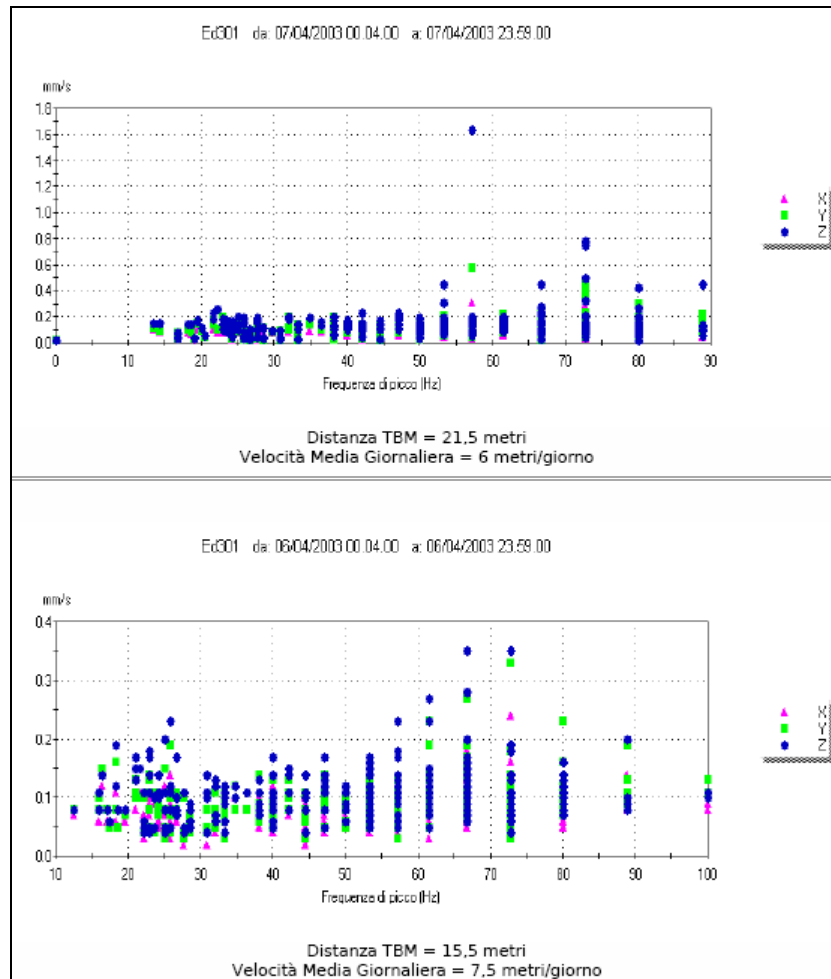 Ed301 da: 07/04/2003 00.04.00 a: 07/04/2003 23.59.00
mm/s
1.8
1.6
1.4
1.2
1.0
0.8
0.6
0.4
0.2
0.0
0 10 20 30 40 50 60 70 80 90
Frequenza di picco (Hz)
X
Y
Z
Distanza TBM = 21,5 metri
Velocità Media Giornaliera = 6 metri/giorno
Ed301 da: 06/04/2003 00.04.00 a: 06/04/2003 23.59.00
mm/s
0.4
0.3
0.2
0.1
0.0
10 20 30 40 50 60 70 80 90 100
Frequenza di picco (Hz)
X
Y
Z
Distanza TBM = 15,5 metri
Velocità Media Giornaliera = 7,5 metri/giorno